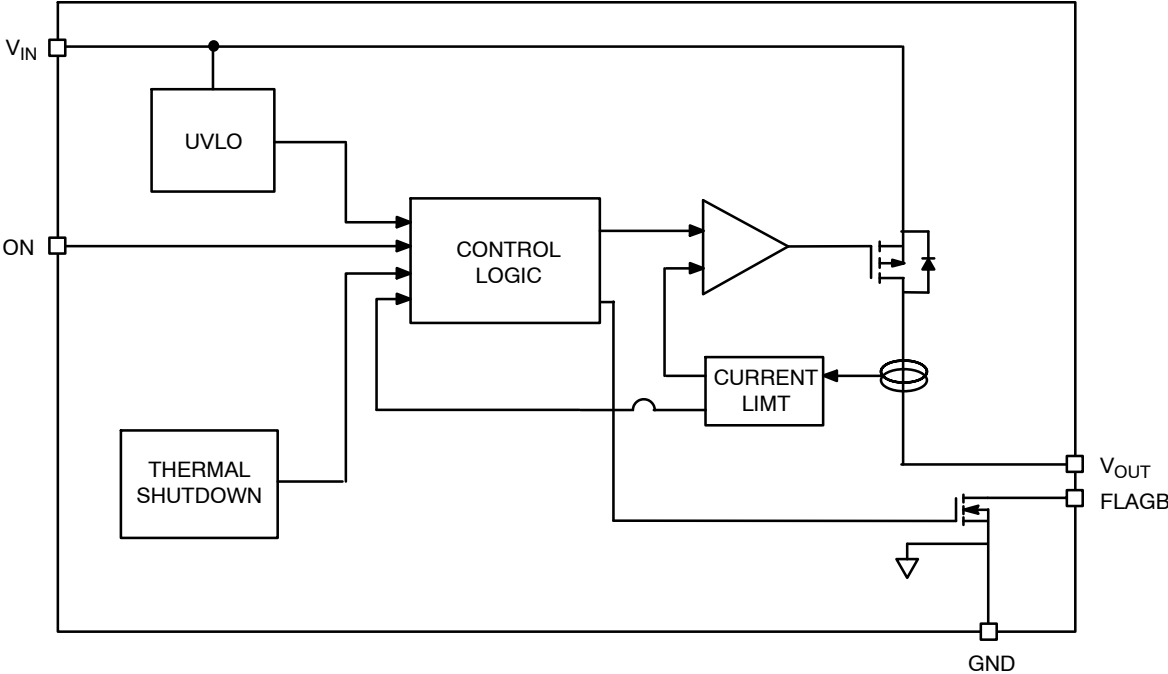 VIN
UVLO
ON
CONTROL
LOGIC
CURRENT
LIMT
THERMAL
SHUTDOWN
VOUT
FLAGB
GND